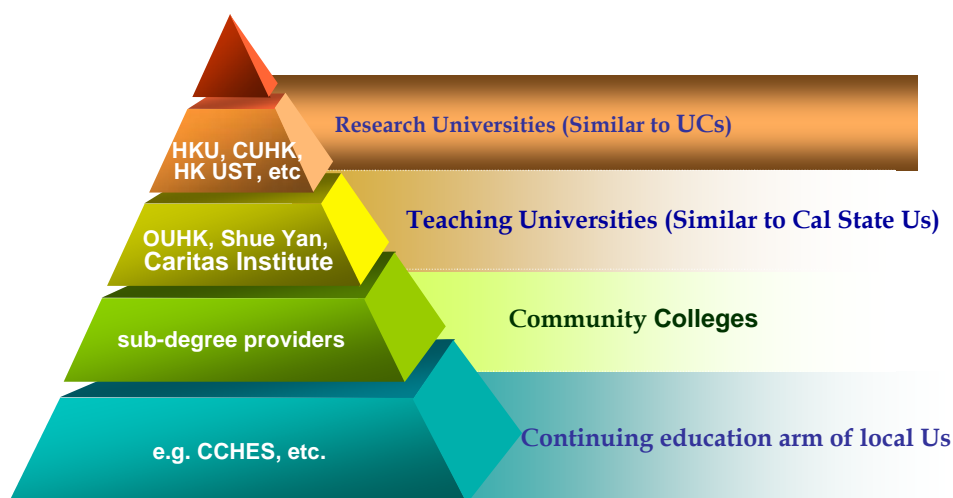 Research Universities (Similar to UCs)
HKU, CUHK,
HK UST, etc
Teaching Universities (Similar to Cal State Us)
OUHK, Shue Yan,
Caritas Institute
Community Colleges
sub-degree providers
Continuing education arm of local Us
e.g. CCHES, etc.